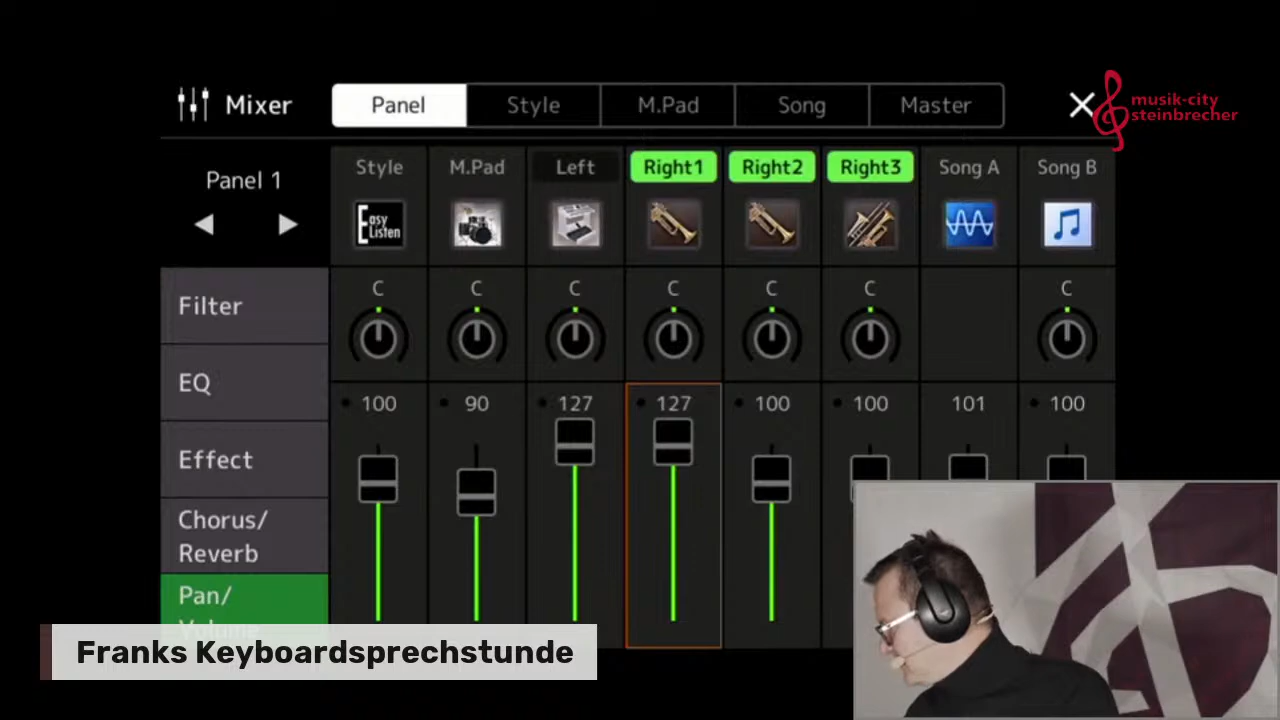 Mixer
Panel
Style
M.Pad
Song
Master
musik-city
steinbrecher
Panel 1
Style
M.Pad
Left
Right1
Right2
Right3
Song A
Song B
Easy
Listen
Filter
C
C
C
C
C
C
C
EQ
100
90
127
127
100
100
101
100
Effect
Chorus/
Reverb
Pan/
Volume
Franks Keyboardsprechstunde